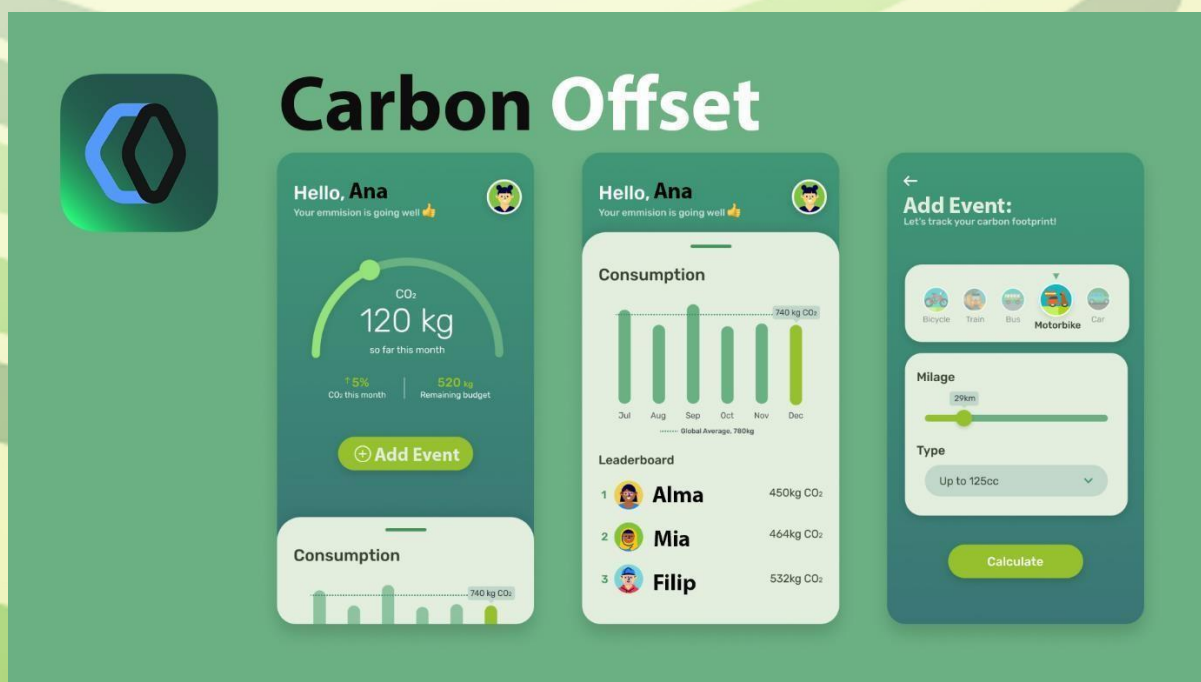 Carbon Offset
Hello, Ana
Your emmision is going well
CO₂
120 kg
so far this month
↑5%
CO₂ this month
520 kg
Remaining budget
Add Event
Consumption
740 kg CO₂
Hello, Ana
Your emmision is going well
Consumption
740 kg CO₂
Jul Aug Sep Oct Nov Dec
Global Average, 780kg
Leaderboard
1 Alma 450kg CO₂
2 Mia 464kg CO₂
3 Filip 532kg CO₂
Add Event:
Let's track your carbon footprint!
Bicycle Train Bus Motorbike Car
Milage
29km
Type
Up to 125cc
Calculate